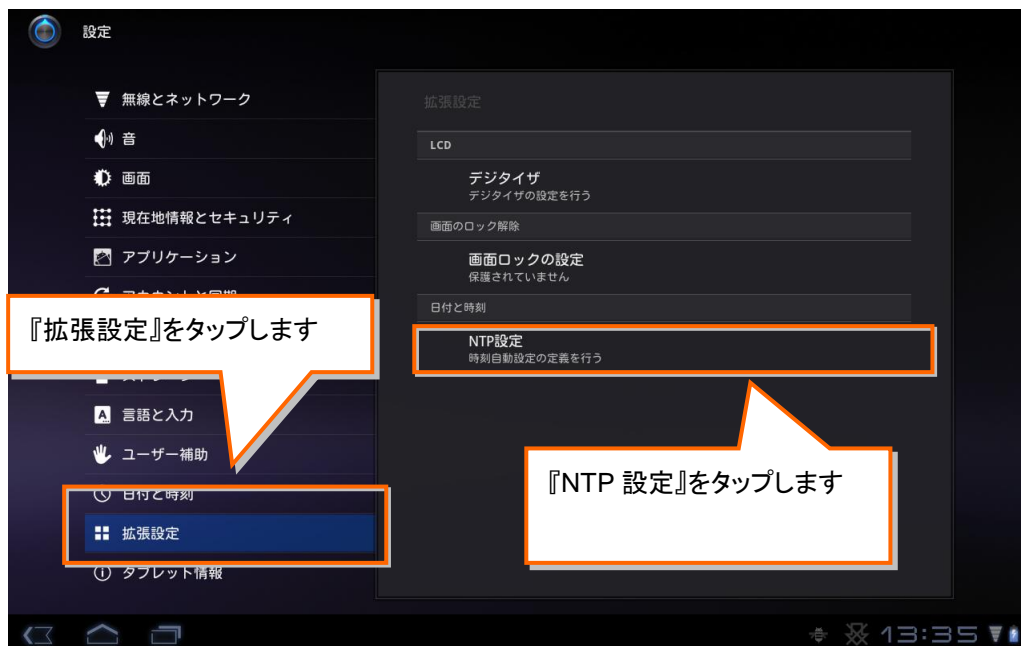 設定
無線とネットワーク
音
画面
現在地情報とセキュリティ
アプリケーション
『拡張設定』をタップします
言語と入力
ユーザー補助
日付と時刻
拡張設定
タブレット情報
拡張設定
LCD
デジタイザ
デジタイザの設定を行う
画面のロック解除
画面ロックの設定
保護されていません
日付と時刻
NTP設定
時刻自動設定の定義を行う
『NTP 設定』をタップします
13:35